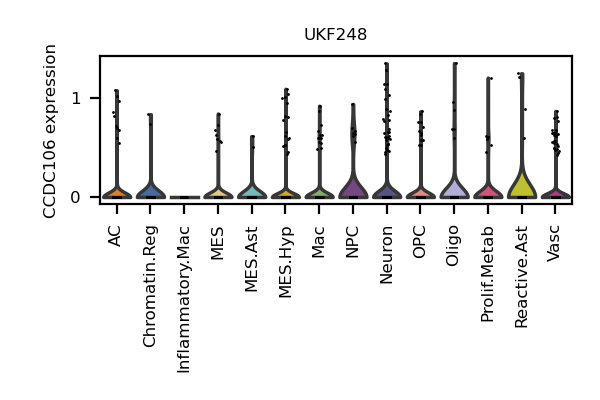 UKF248
CCDC106 expression
1
0
AC
Chromatin.Reg
Inflammatory.Mac
MES
MES.Ast
MES.Hyp
Mac
NPC
Neuron
OPC
Oligo
Prolif.Metab
Reactive.Ast
Vasc